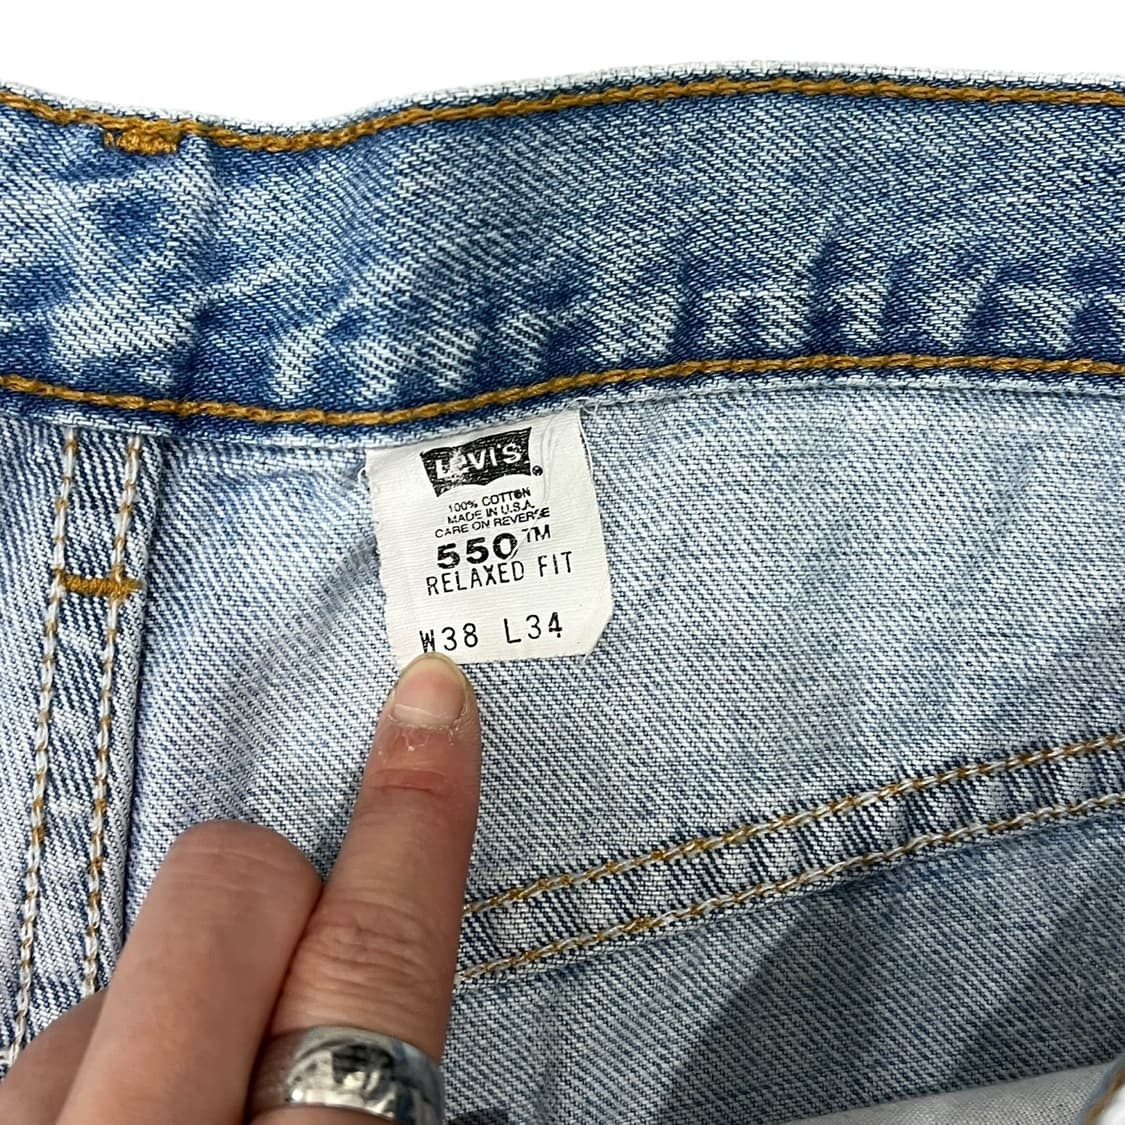 LEVI'S
100% COTTON
MADE IN U.S.A.
CARE ON REVERSE
550™
RELAXED FIT
W38 L34